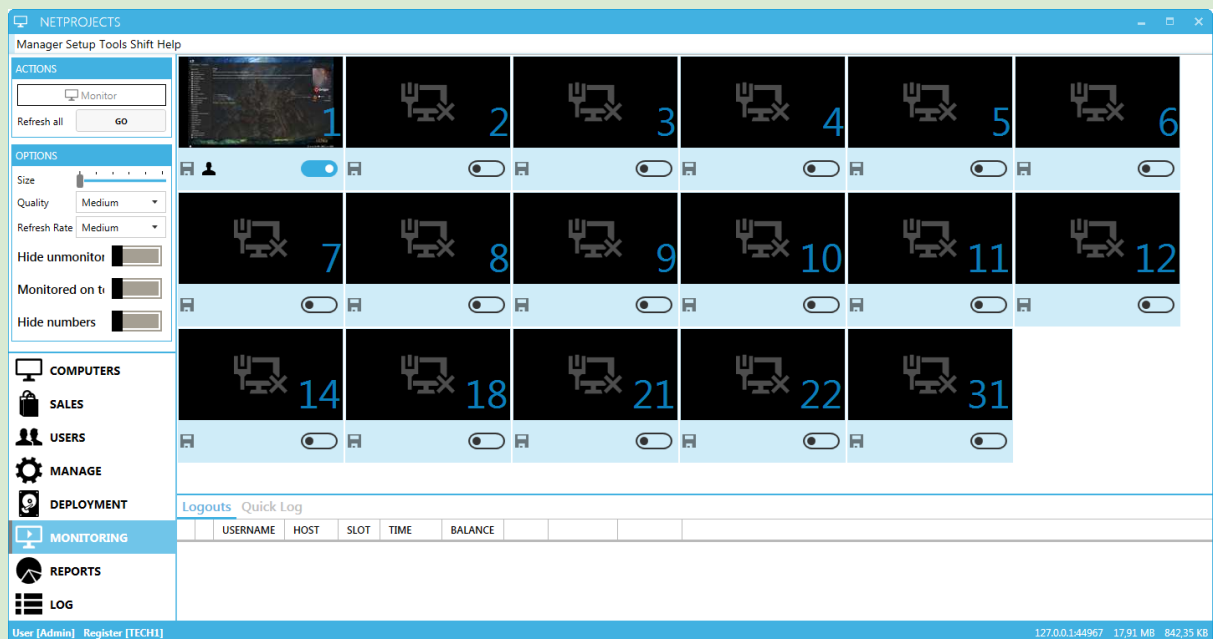 NETPROJECTS
Manager Setup Tools Shift Help
ACTIONS
Monitor
Refresh all GO
OPTIONS
Size
Quality Medium
Refresh Rate Medium
Hide unmonitor
Monitored on t
Hide numbers
COMPUTERS
SALES
USERS
MANAGE
DEPLOYMENT
MONITORING
REPORTS
LOG
1 2 3 4 5 6
7 8 9 10 11 12
14 18 21 22 31
Logouts Quick Log
USERNAME HOST SLOT TIME BALANCE
User [Admin] Register [TECH1] 127.0.0.1:44967 17,91 MB 842,35 KB